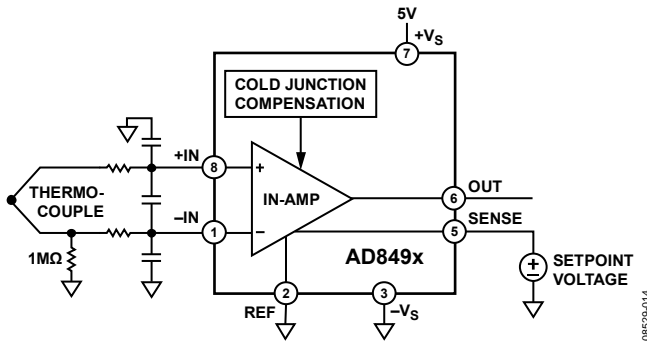 5V
+VS
7
COLD JUNCTION
COMPENSATION
+IN
8
+
THERMO-
COUPLE
IN-AMP
OUT
6
–IN
1
–
SENSE
5
1MΩ
AD849x
SETPOINT
VOLTAGE
2
3
REF
–VS
08529-014